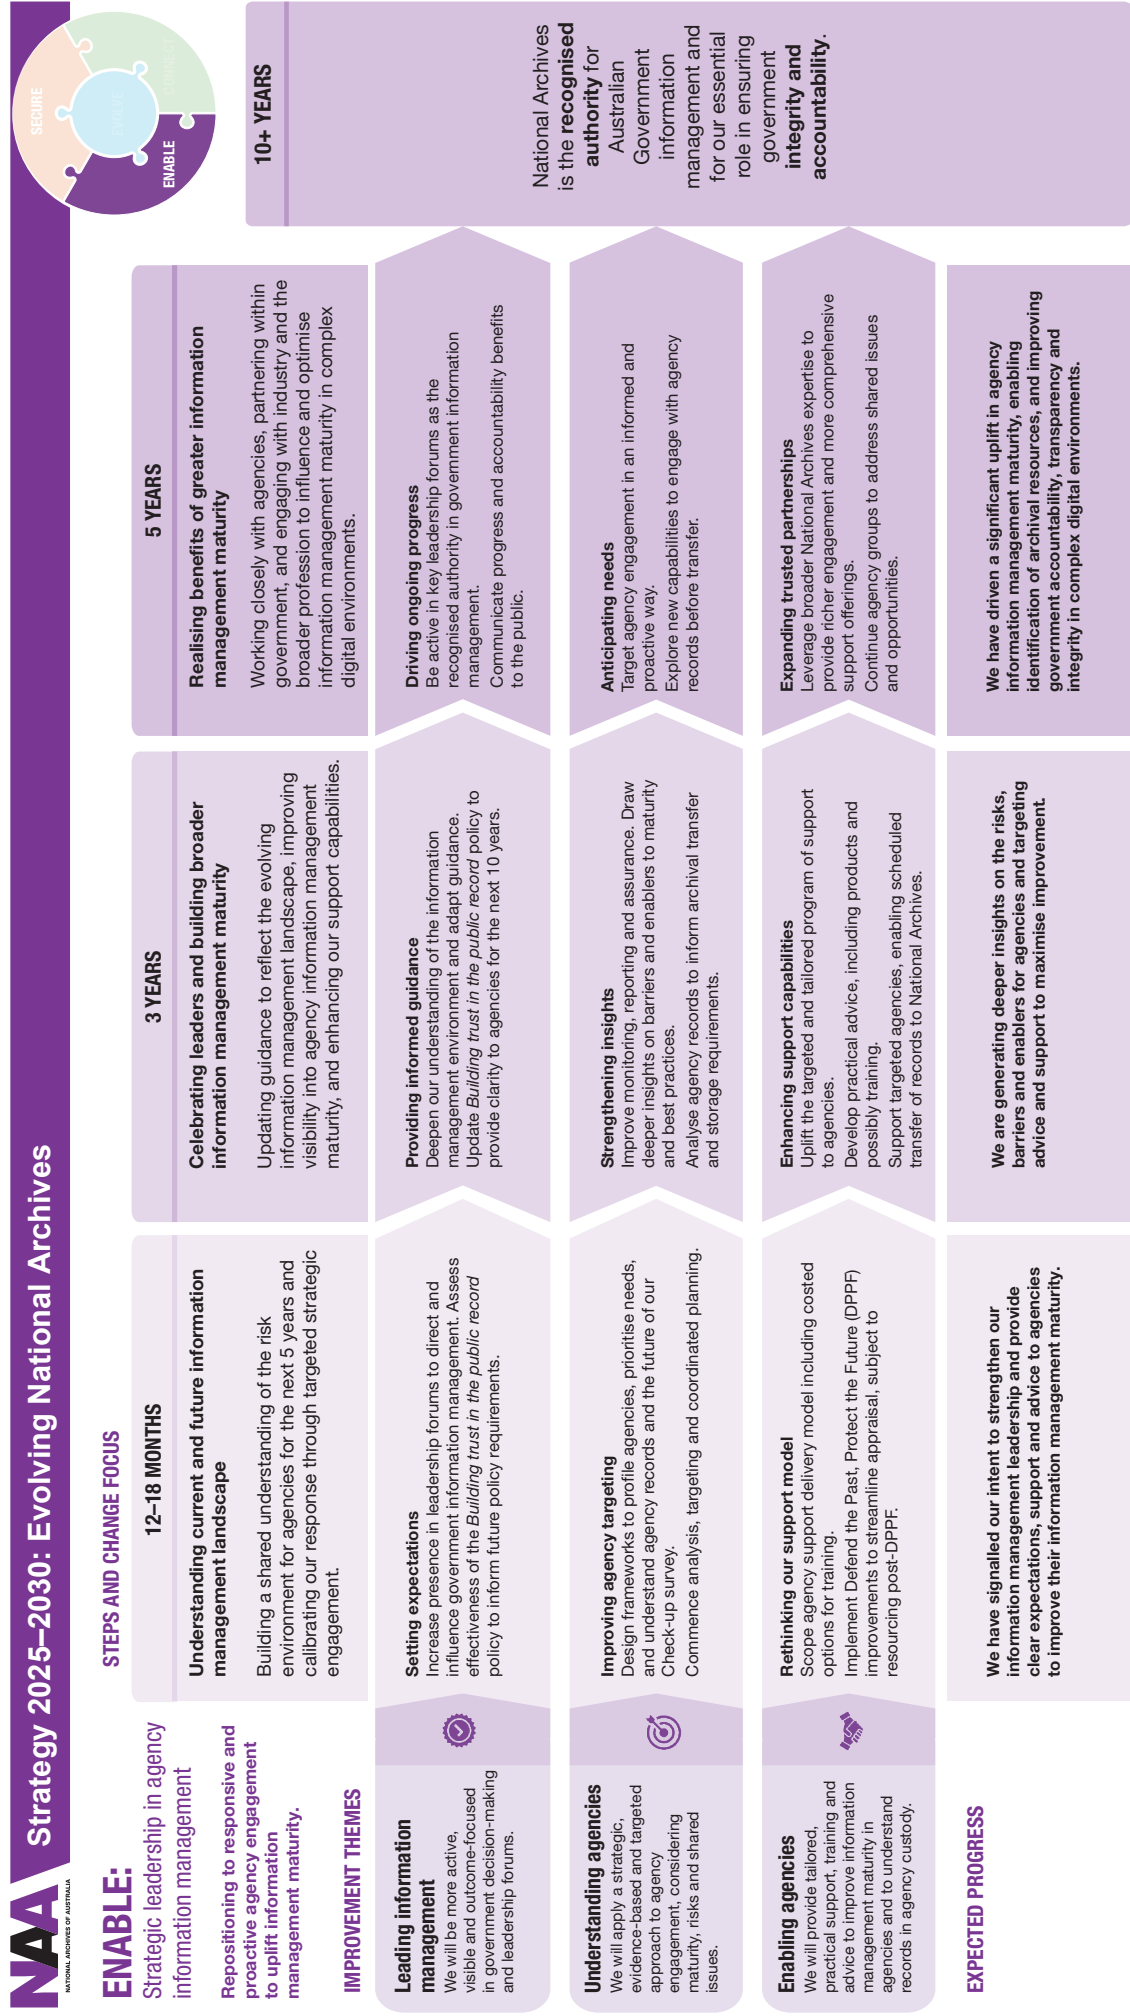 NAA
NATIONAL ARCHIVES OF AUSTRALIA
Strategy 2025–2030: Evolving National Archives
SECURE
CONNECT
EVOLVE
ENABLE
ENABLE:
Strategic leadership in agency
information management
Repositioning to responsive and
proactive agency engagement
to uplift information
management maturity.
STEPS AND CHANGE FOCUS
12–18 MONTHS
Understanding current and future information
management landscape
Building a shared understanding of the risk
environment for agencies for the next 5 years and
calibrating our response through targeted strategic
engagement.
3 YEARS
Celebrating leaders and building broader
information management maturity
Updating guidance to reflect the evolving
information management landscape, improving
visibility into agency information management
maturity, and enhancing our support capabilities.
5 YEARS
Realising benefits of greater information
management maturity
Working closely with agencies, partnering within
government, and engaging with industry and the
broader profession to influence and optimise
information management maturity in complex
digital environments.
10+ YEARS
National Archives
is the recognised
authority for
Australian
Government
information
management and
for our essential
role in ensuring
government
integrity and
accountability.
IMPROVEMENT THEMES
Leading information
management
We will be more active,
visible and outcome-focused
in government decision-making
and leadership forums.
Setting expectations
Increase presence in leadership forums to direct and
influence government information management. Assess
effectiveness of the Building trust in the public record
policy to inform future policy requirements.
Providing informed guidance
Deepen our understanding of the information
management environment and adapt guidance.
Update Building trust in the public record policy to
provide clarity to agencies for the next 10 years.
Driving ongoing progress
Be active in key leadership forums as the
recognised authority in government information
management.
Communicate progress and accountability benefits
to the public.
Understanding agencies
We will apply a strategic,
evidence-based and targeted
approach to agency
engagement, considering
maturity, risks and shared
issues.
Improving agency targeting
Design frameworks to profile agencies, prioritise needs,
and understand agency records and the future of our
Check-up survey.
Commence analysis, targeting and coordinated planning.
Strengthening insights
Improve monitoring, reporting and assurance. Draw
deeper insights on barriers and enablers to maturity
and best practices.
Analyse agency records to inform archival transfer
and storage requirements.
Anticipating needs
Target agency engagement in an informed and
proactive way.
Explore new capabilities to engage with agency
records before transfer.
Enabling agencies
We will provide tailored,
practical support, training and
advice to improve information
management maturity in
agencies and to understand
records in agency custody.
Rethinking our support model
Scope agency support delivery model including costed
options for training.
Implement Defend the Past, Protect the Future (DPPF)
improvements to streamline appraisal, subject to
resourcing post-DPPF.
Enhancing support capabilities
Uplift the targeted and tailored program of support
to agencies.
Develop practical advice, including products and
possibly training.
Support targeted agencies, enabling scheduled
transfer of records to National Archives.
Expanding trusted partnerships
Leverage broader National Archives expertise to
provide richer engagement and more comprehensive
support offerings.
Continue agency groups to address shared issues
and opportunities.
EXPECTED PROGRESS
We have signalled our intent to strengthen our
information management leadership and provide
clear expectations, support and advice to agencies
to improve their information management maturity.
We are generating deeper insights on the risks,
barriers and enablers for agencies and targeting
advice and support to maximise improvement.
We have driven a significant uplift in agency
information management maturity, enabling
identification of archival resources, and improving
government accountability, transparency and
integrity in complex digital environments.